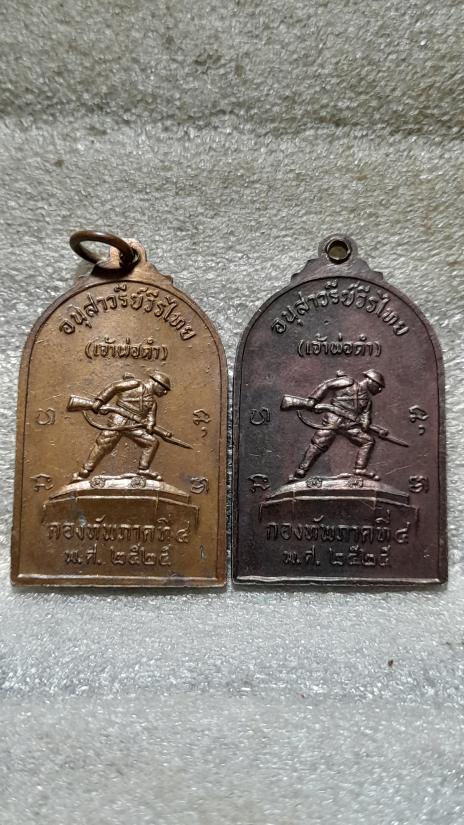 อนุสาวรีย์วีรไทย
(เจ้าพ่อดำ)
กองทัพภาคที่ ๔
พ.ศ. ๒๕๒๕
อนุสาวรีย์วีรไทย
(เจ้าพ่อดำ)
กองทัพภาคที่ ๔
พ.ศ. ๒๕๒๕